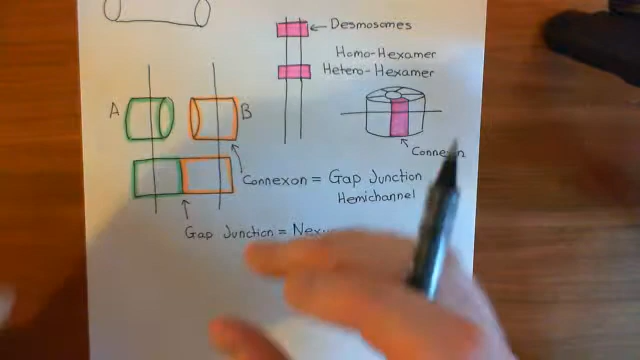 Desmosomes
Homo-Hexamer
Hetero-Hexamer
A
B
Connexon
Connexon = Gap Junction
Hemichannel
Gap Junction =